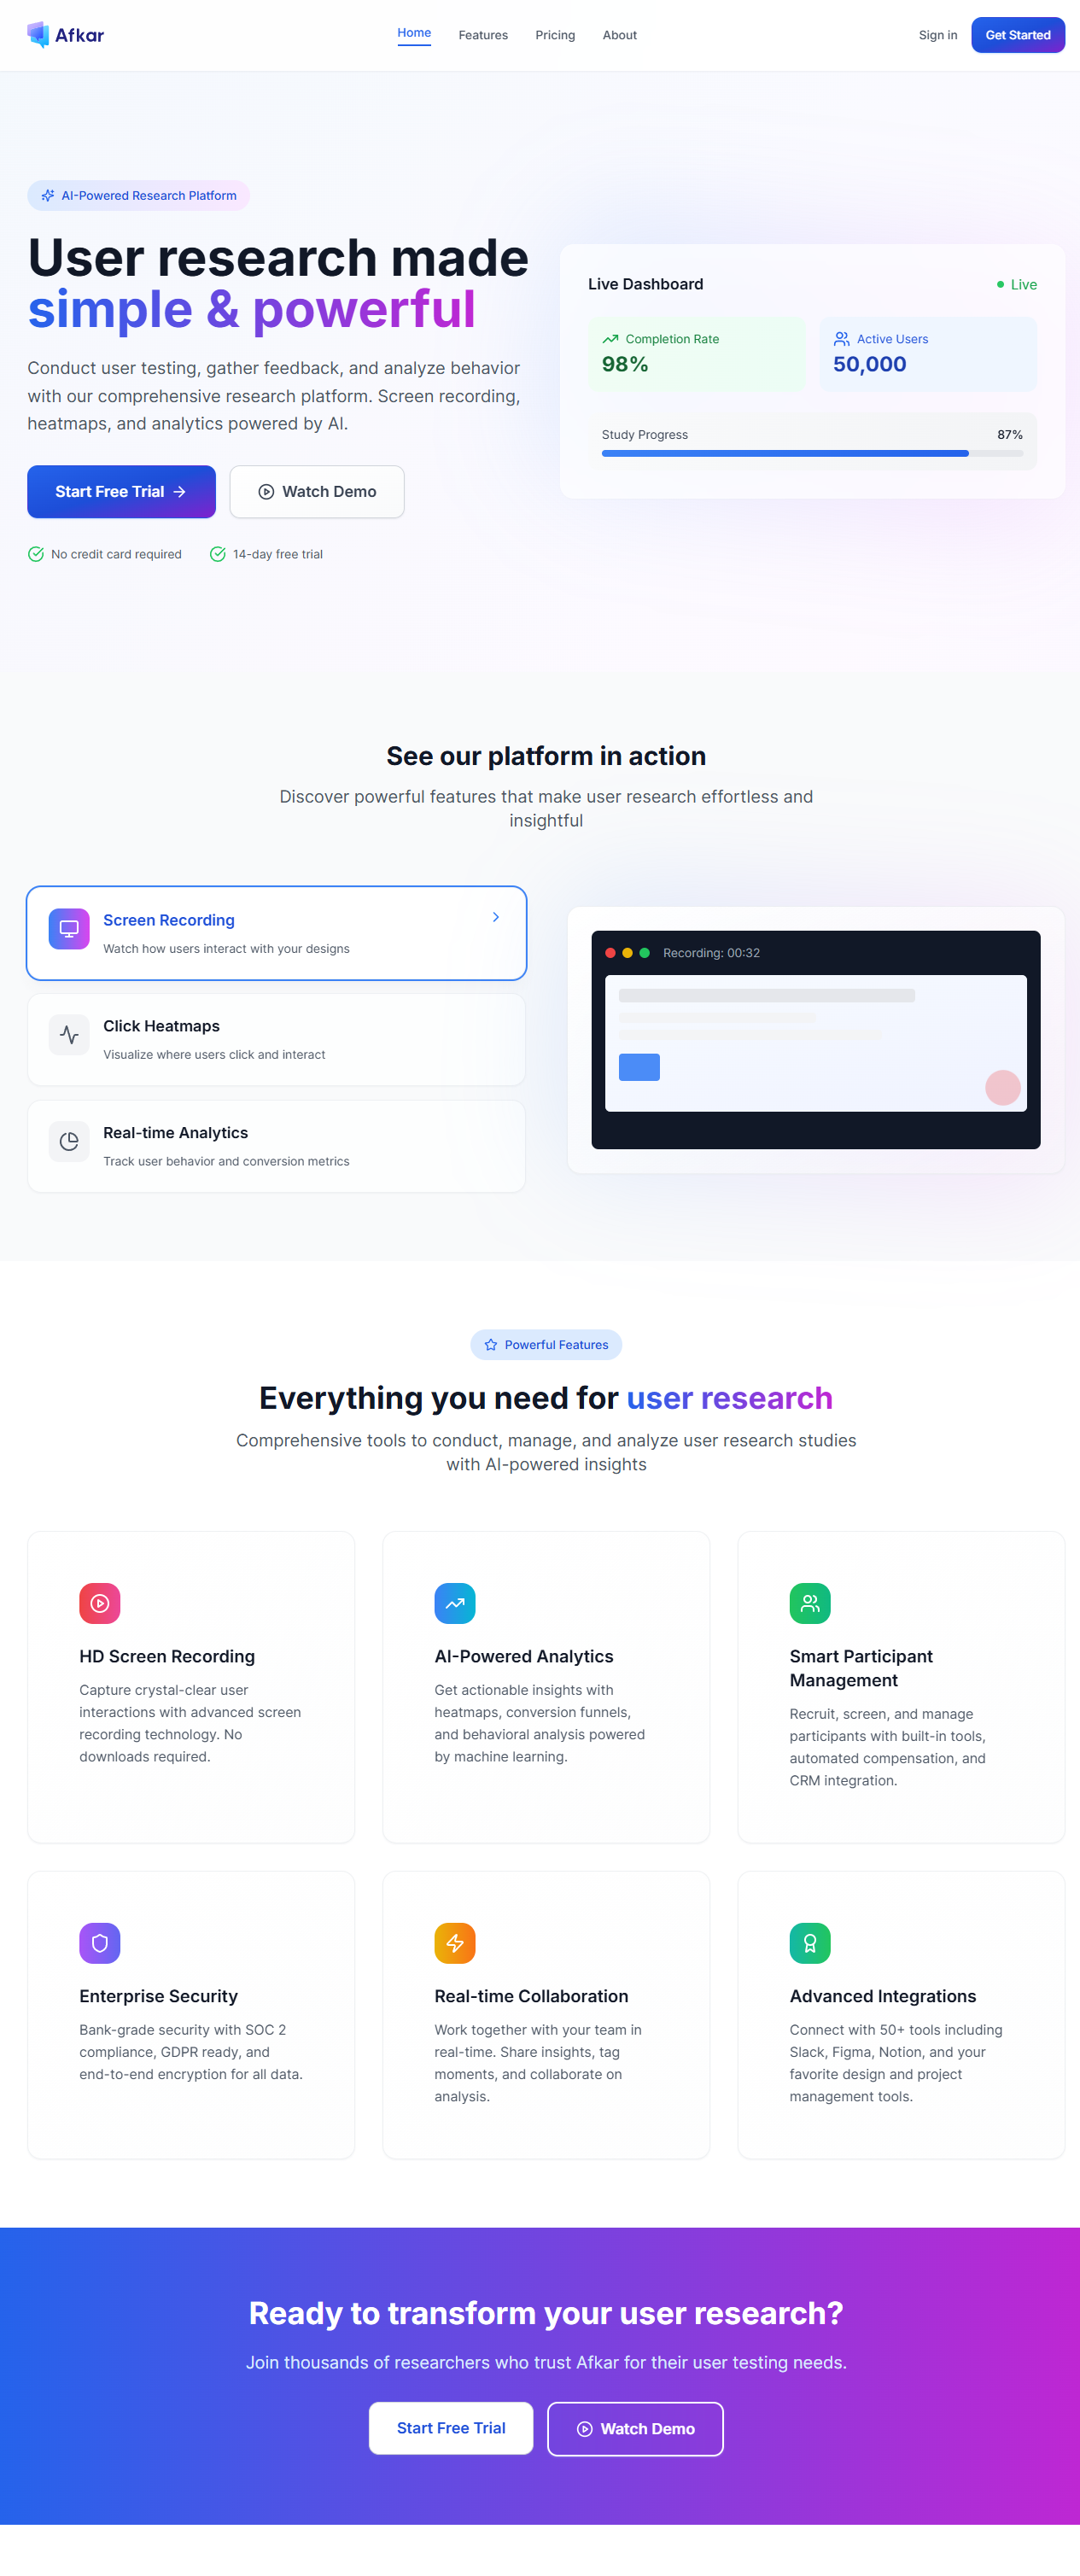 Afkar
Home
Features
Pricing
About
Sign in
Get Started
AI-Powered Research Platform
User research made
simple & powerful
Conduct user testing, gather feedback, and analyze behavior
with our comprehensive research platform. Screen recording,
heatmaps, and analytics powered by AI.
Start Free Trial
Watch Demo
No credit card required
14-day free trial
Live Dashboard
Live
Completion Rate
98%
Active Users
50,000
Study Progress
87%
See our platform in action
Discover powerful features that make user research effortless and
insightful
Screen Recording
Watch how users interact with your designs
Click Heatmaps
Visualize where users click and interact
Real-time Analytics
Track user behavior and conversion metrics
Recording: 00:32
Powerful Features
Everything you need for user research
Comprehensive tools to conduct, manage, and analyze user research studies
with AI-powered insights
HD Screen Recording
Capture crystal-clear user
interactions with advanced screen
recording technology. No
downloads required.
AI-Powered Analytics
Get actionable insights with
heatmaps, conversion funnels,
and behavioral analysis powered
by machine learning.
Smart Participant
Management
Recruit, screen, and manage
participants with built-in tools,
automated compensation, and
CRM integration.
Enterprise Security
Bank-grade security with SOC 2
compliance, GDPR ready, and
end-to-end encryption for all data.
Real-time Collaboration
Work together with your team in
real-time. Share insights, tag
moments, and collaborate on
analysis.
Advanced Integrations
Connect with 50+ tools including
Slack, Figma, Notion, and your
favorite design and project
management tools.
Ready to transform your user research?
Join thousands of researchers who trust Afkar for their user testing needs.
Start Free Trial
Watch Demo